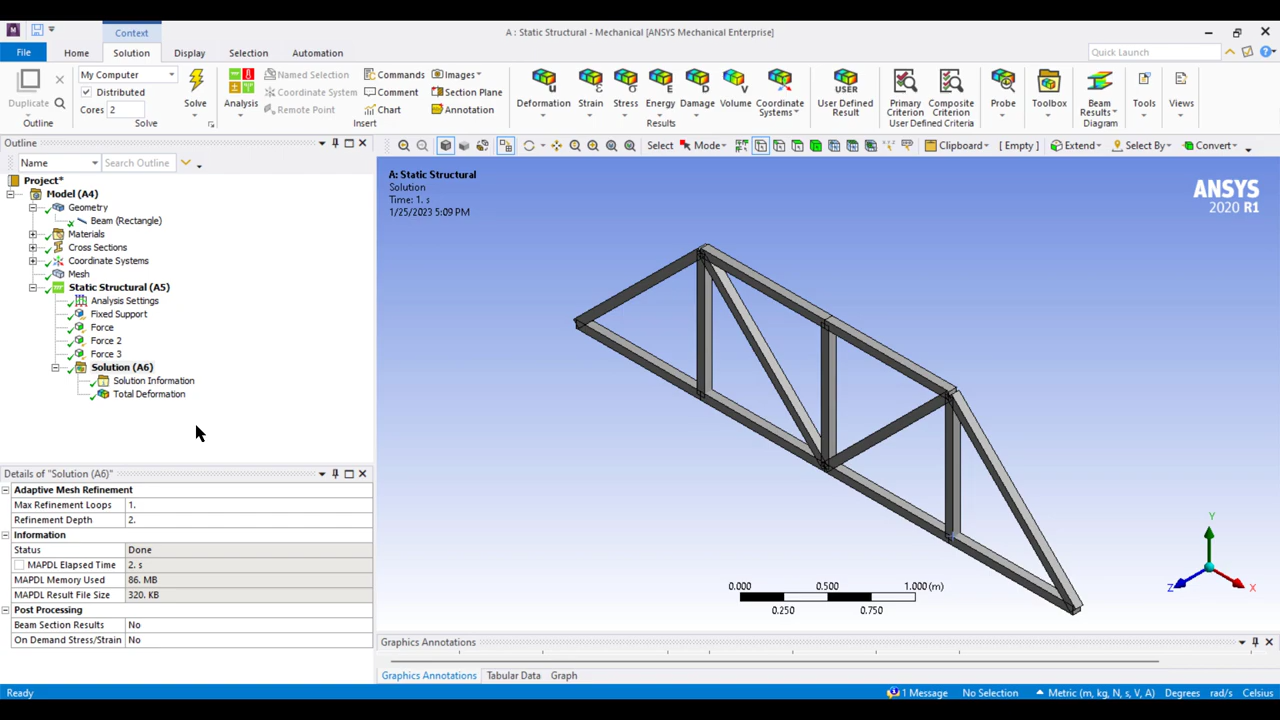 Context
A : Static Structural - Mechanical [ANSYS Mechanical Enterprise]
File
Home
Solution
Display
Selection
Automation
Quick Launch
Duplicate
Outline
My Computer
Distributed
Cores 2
Solve
Solve
Analysis
Named Selection
Coordinate System
Remote Point
Commands
Comment
Chart
Images
Section Plane
Annotation
Insert
Deformation
Strain
Stress
Energy
Damage
Volume
Coordinate Systems
Results
USER
User Defined Result
Primary Criterion
Composite Criterion
User Defined Criteria
Probe
Toolbox
Beam Results
Diagram
Tools
Views
Outline
Name
Search Outline
Select
Mode
Clipboard
[ Empty ]
Extend
Select By
Convert
Project*
Model (A4)
Geometry
Beam (Rectangle)
Materials
Cross Sections
Coordinate Systems
Mesh
Static Structural (A5)
Analysis Settings
Fixed Support
Force
Force 2
Force 3
Solution (A6)
Solution Information
Total Deformation
Details of "Solution (A6)"
Adaptive Mesh Refinement
Max Refinement Loops 1.
Refinement Depth 2.
Information
Status Done
MAPDL Elapsed Time 2. s
MAPDL Memory Used 86. MB
MAPDL Result File Size 320. KB
Post Processing
Beam Section Results No
On Demand Stress/Strain No
A: Static Structural
Solution
Time: 1. s
1/25/2023 5:09 PM
ANSYS
2020 R1
0.000 0.500 1.000 (m)
0.250 0.750
Y
Z
X
Graphics Annotations
Graphics Annotations
Tabular Data
Graph
Ready
1 Message
No Selection
Metric (m, kg, N, s, V, A)
Degrees
rad/s
Celsius